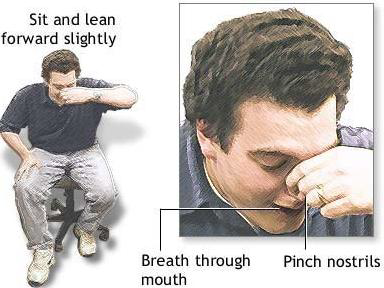 Sit and lean
forward slightly
Breath through
mouth
Pinch nostrils